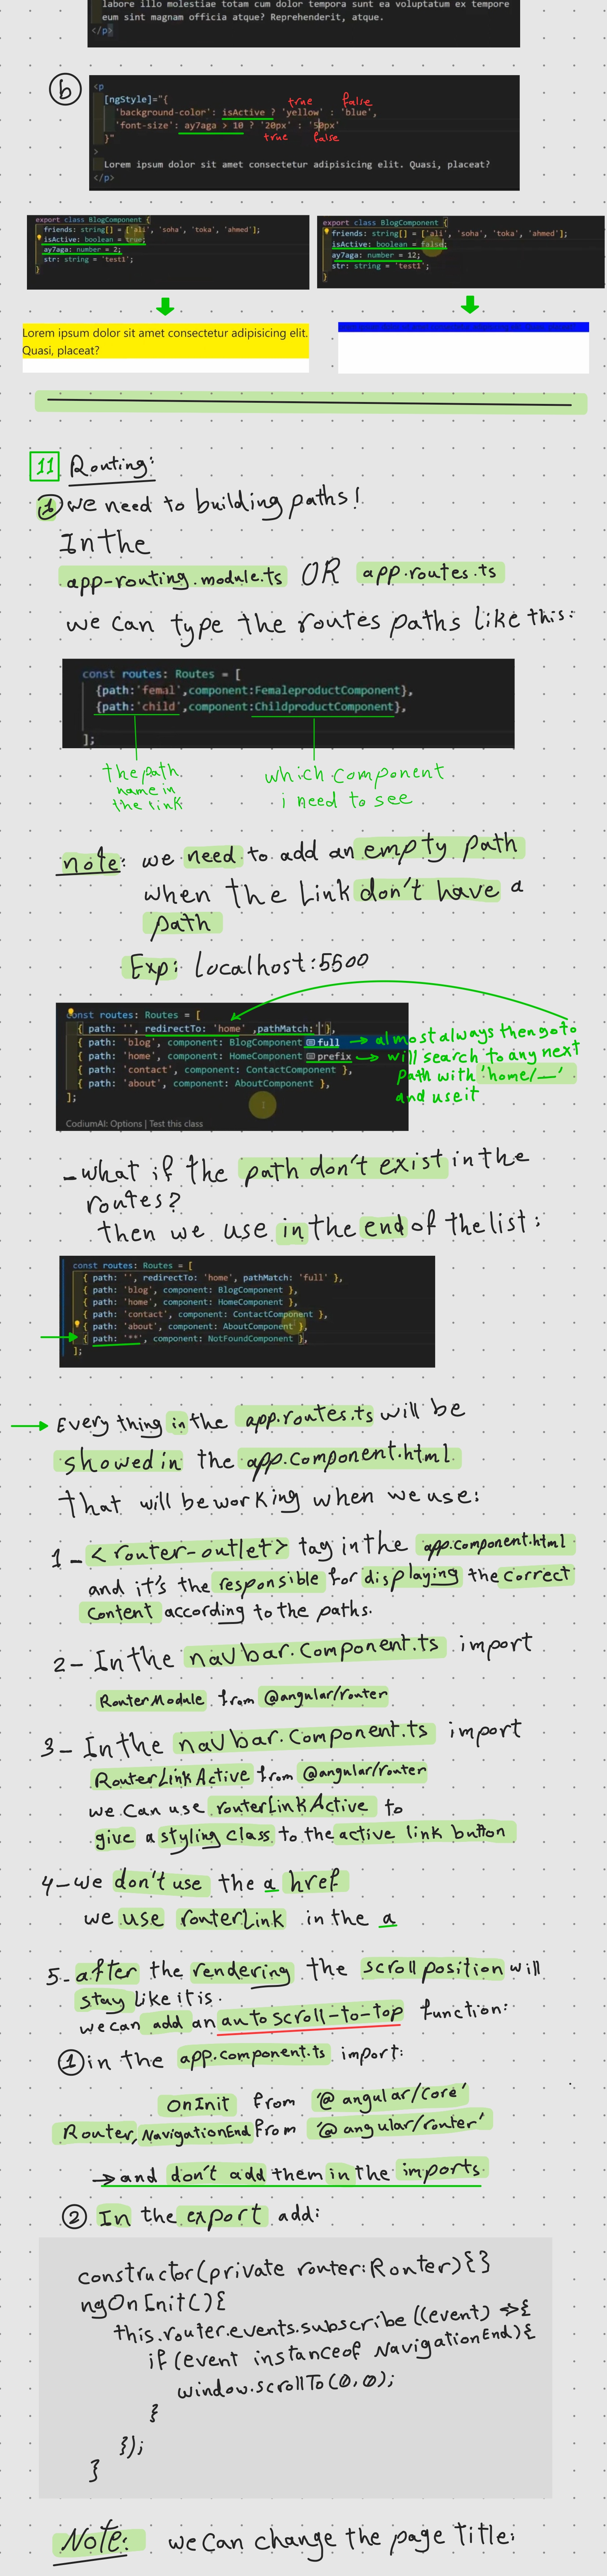 labore illo molestiae totam cum dolor tempora sunt ea voluptatum ex tempore
eum sint magnam officia atque? Reprehenderit, atque.
</p>
b
<p
[ngStyle]="{
true false
'background-color': isActive ? 'yellow' : 'blue',
'font-size': ay7aga > 10 ? '20px' : '50px'
}"
true false
>
Lorem ipsum dolor sit amet consectetur adipisicing elit. Quasi, placeat?
</p>
export class BlogComponent {
friends: string[] = ['ali', 'soha', 'toka', 'ahmed'];
isActive: boolean = true;
ay7aga: number = 2;
str: string = 'test1';
}
export class BlogComponent {
friends: string[] = ['ali', 'soha', 'toka', 'ahmed'];
isActive: boolean = false;
ay7aga: number = 12;
str: string = 'test1';
}
Lorem ipsum dolor sit amet consectetur adipisicing elit.
Quasi, placeat?
11 Routing:
1 we need to building paths!
In the
app-routing.module.ts OR app.routes.ts
we can type the routes paths like this:
const routes: Routes = [
{path:'femal',component:FemaleproductComponent},
{path:'child',component:ChildproductComponent},
];
the path
name in
the link
which component
i need to see
note: we need to add an empty path
when the Link don't have a
path
Exp: localhost:5500
const routes: Routes = [
{ path: '', redirectTo: 'home' ,pathMatch:''},
{ path: 'blog', component: BlogComponent full → almost always then go to
{ path: 'home', component: HomeComponent prefix → will search to any next
{ path: 'contact', component: ContactComponent }, path with 'home/__'
{ path: 'about', component: AboutComponent }, and use it
];
CodiumAI: Options | Test this class
- what if the path don't exist in the
routes?
then we use in the end of the list:
const routes: Routes = [
{ path: '', redirectTo: 'home', pathMatch: 'full' },
{ path: 'blog', component: BlogComponent },
{ path: 'home', component: HomeComponent },
{ path: 'contact', component: ContactComponent },
{ path: 'about', component: AboutComponent },
{ path: '**', component: NotFoundComponent },
];
→ Every thing in the app.routes.ts will be
showed in the app.component.html
that will be working when we use:
1 - <router-outlet> tag in the app.component.html
and it's the responsible for displaying the correct
content according to the paths.
2 - In the navbar.component.ts import
RouterModule from @angular/router
3 - In the navbar.component.ts import
RouterLinkActive from @angular/router
we can use routerLinkActive to
give a styling class to the active link button
4 - we don't use the a href
we use routerLink in the a
5 - after the rendering the scroll position will
stay like it is.
we can add an auto scroll-to-top function:
1 in the app.component.ts import:
OnInit from '@angular/core'
Router, NavigationEnd from '@angular/router'
→ and don't add them in the imports
2 In the export add:
constructor(private router:Router){}
ngOnInit(){
this.router.events.subscribe((event) => {
if (event instanceof NavigationEnd){
window.scrollTo(0,0);
}
});
}
Note: we can change the page title: